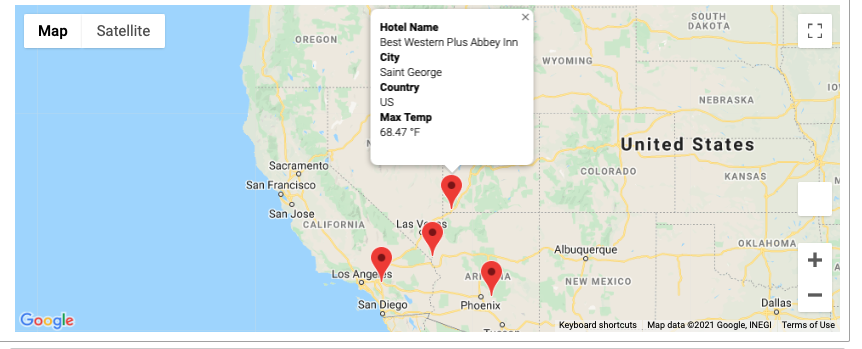 Map
Satellite
×
Hotel Name
Best Western Plus Abbey Inn
City
Saint George
Country
US
Max Temp
68.47 °F
OREGON
WYOMING
SOUTH
DAKOTA
NEBRASKA
United States
COLORADO
KANSAS
Sacramento
San Francisco
San Jose
CALIFORNIA
Las Vegas
Los Angeles
San Diego
Phoenix
Albuquerque
NEW MEXICO
OKLAHOMA
Dallas
+
−
Google
Keyboard shortcuts
Map data ©2021 Google, INEGI
Terms of Use